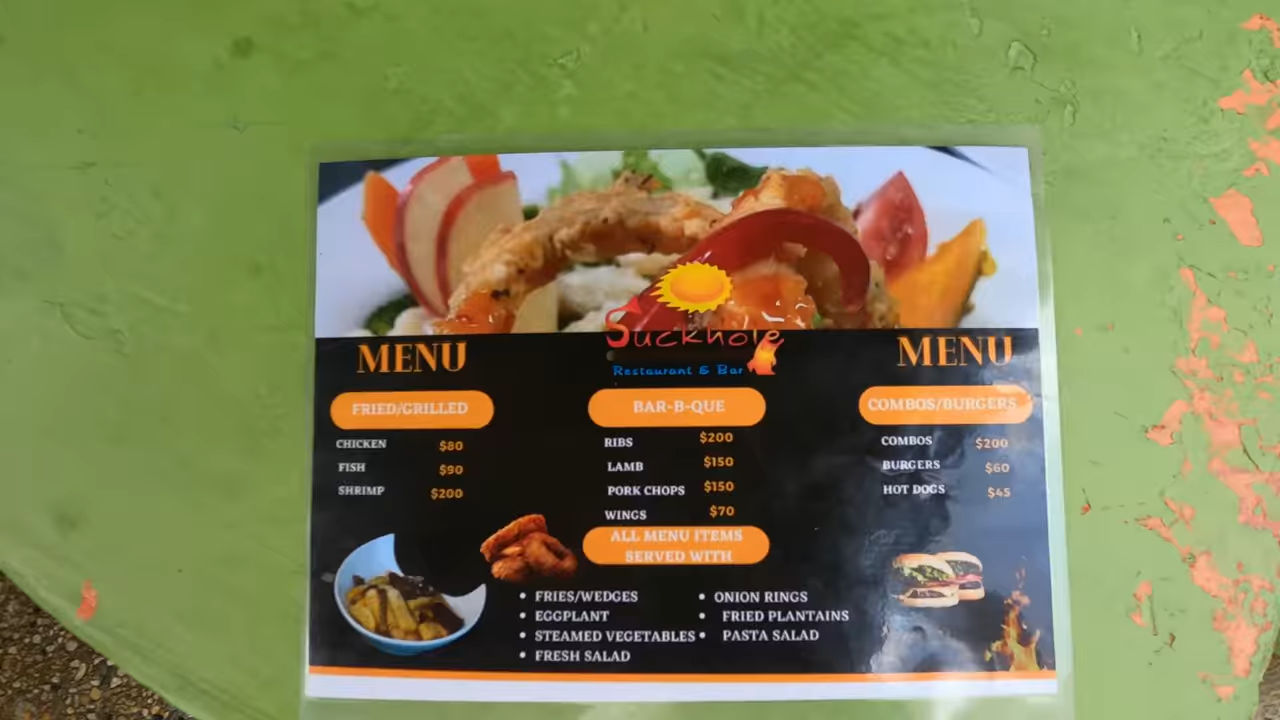 Suckhole
Restaurant & Bar
MENU
FRIED/GRILLED
CHICKEN $80
FISH $90
SHRIMP $200
BAR-B-QUE
RIBS $200
LAMB $150
PORK CHOPS $150
WINGS $70
MENU
COMBOS/BURGERS
COMBOS $200
BURGERS $60
HOT DOGS $45
ALL MENU ITEMS
SERVED WITH
• FRIES/WEDGES
• EGGPLANT
• STEAMED VEGETABLES
• FRESH SALAD
• ONION RINGS
• FRIED PLANTAINS
• PASTA SALAD